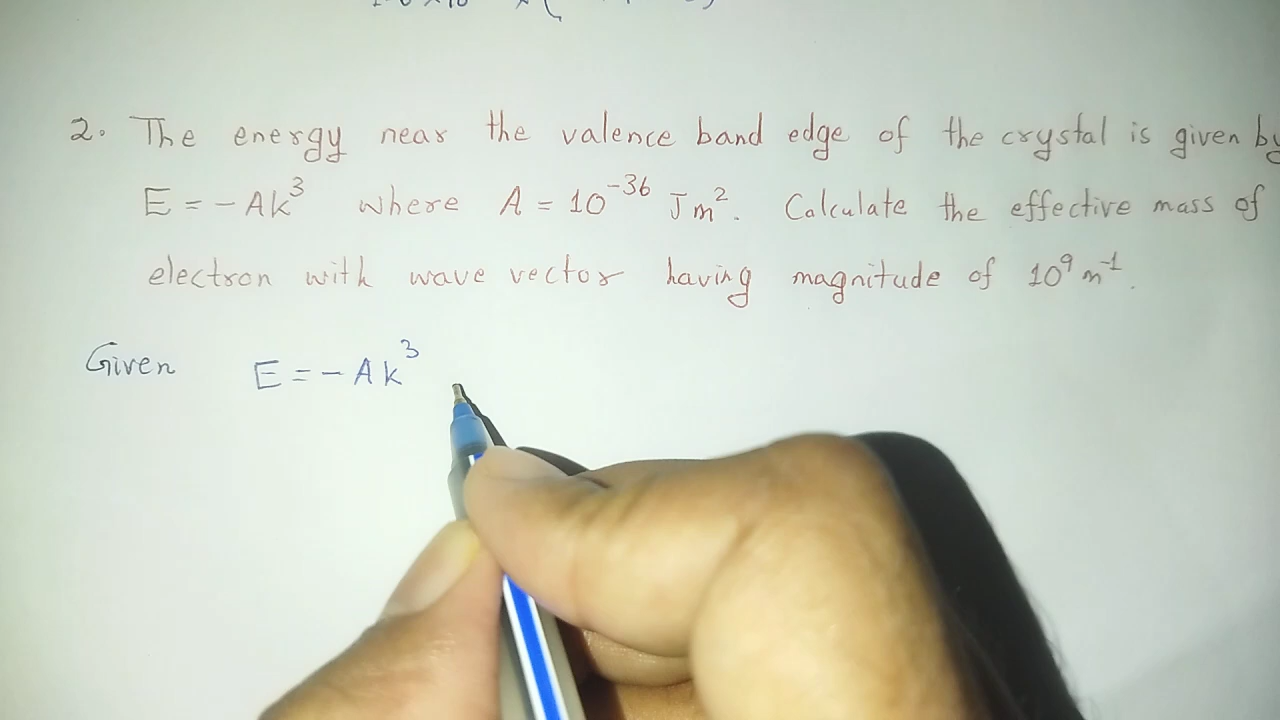 2. The energy near the valence band edge of the crystal is given by
E = -Ak³ where A = 10⁻³⁶ Jm². Calculate the effective mass of
electron with wave vector having magnitude of 10⁹ m⁻¹.
Given E = -Ak³